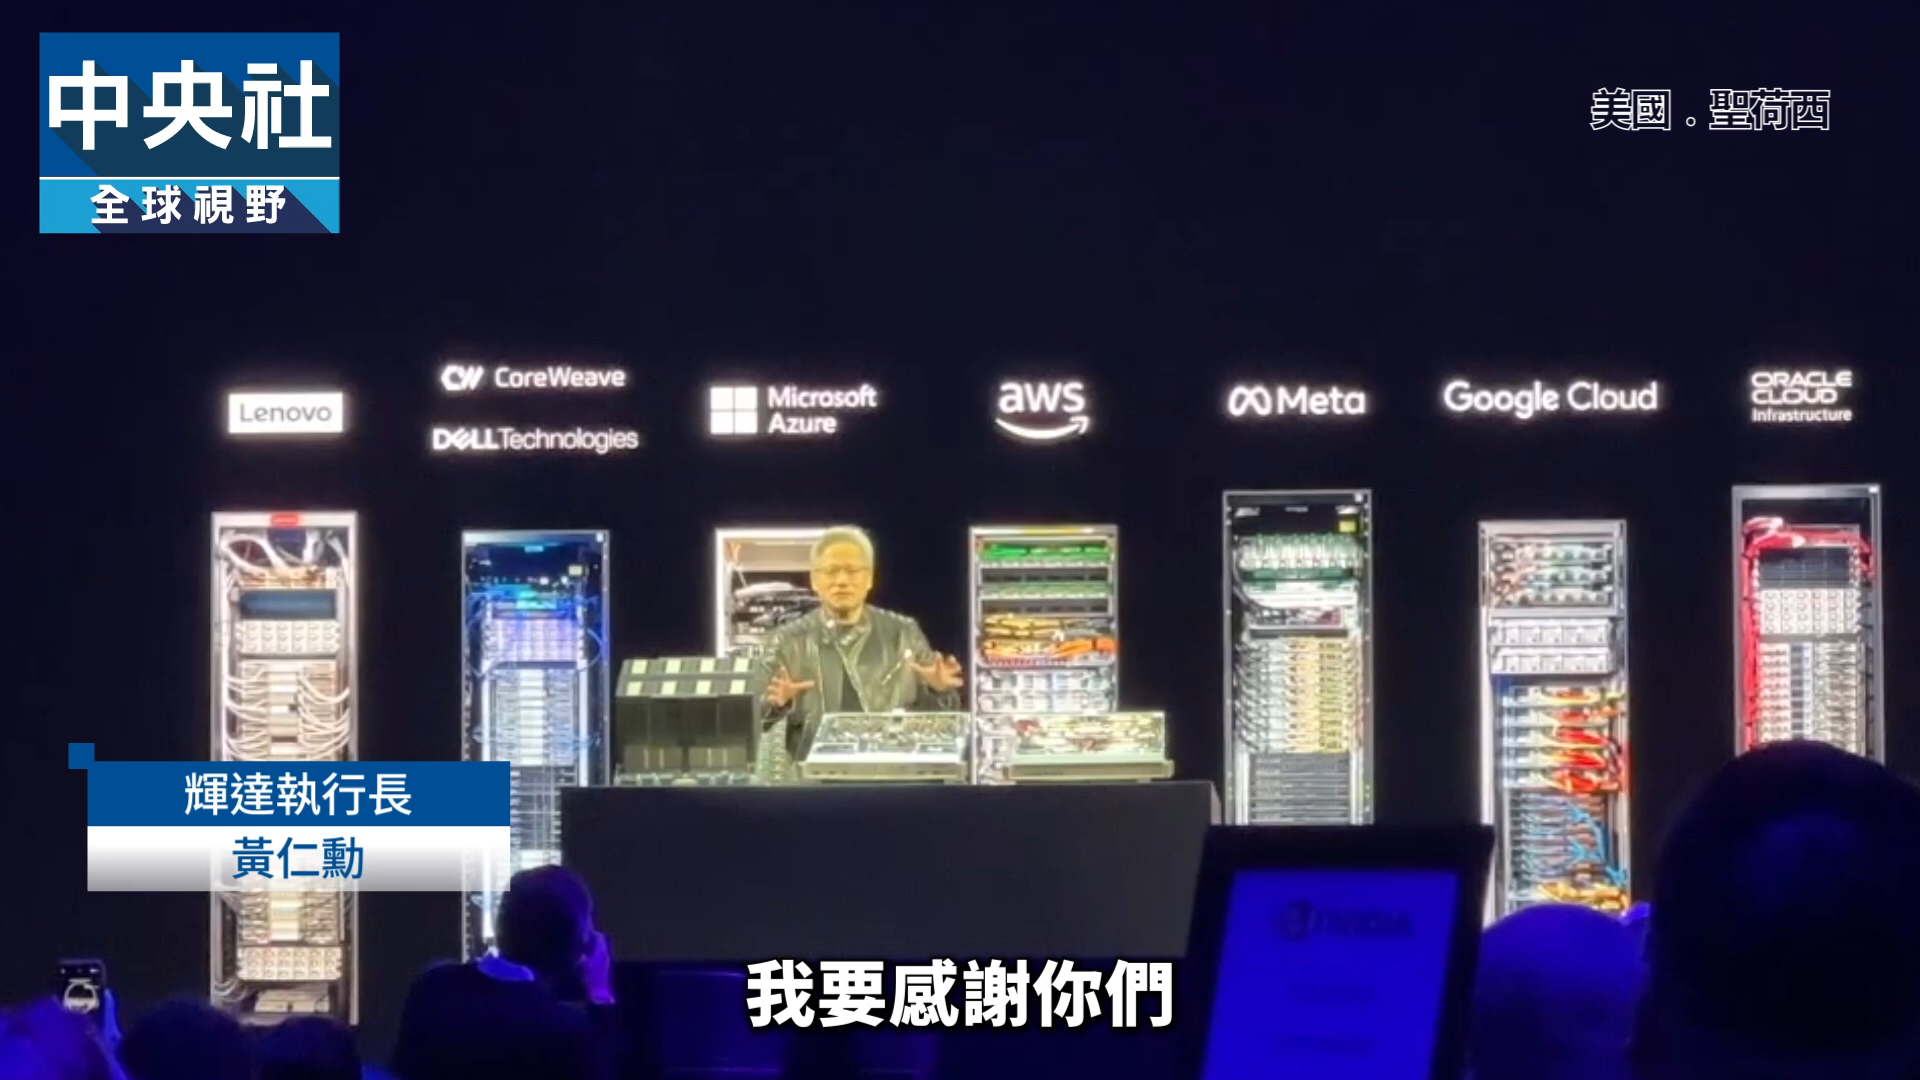 中央社
全球視野
美國．聖荷西
Lenovo
CoreWeave
DELL Technologies
Microsoft
Azure
aws
Meta
Google Cloud
ORACLE
CLOUD
Infrastructure
輝達執行長
黃仁勳
我要感謝你們